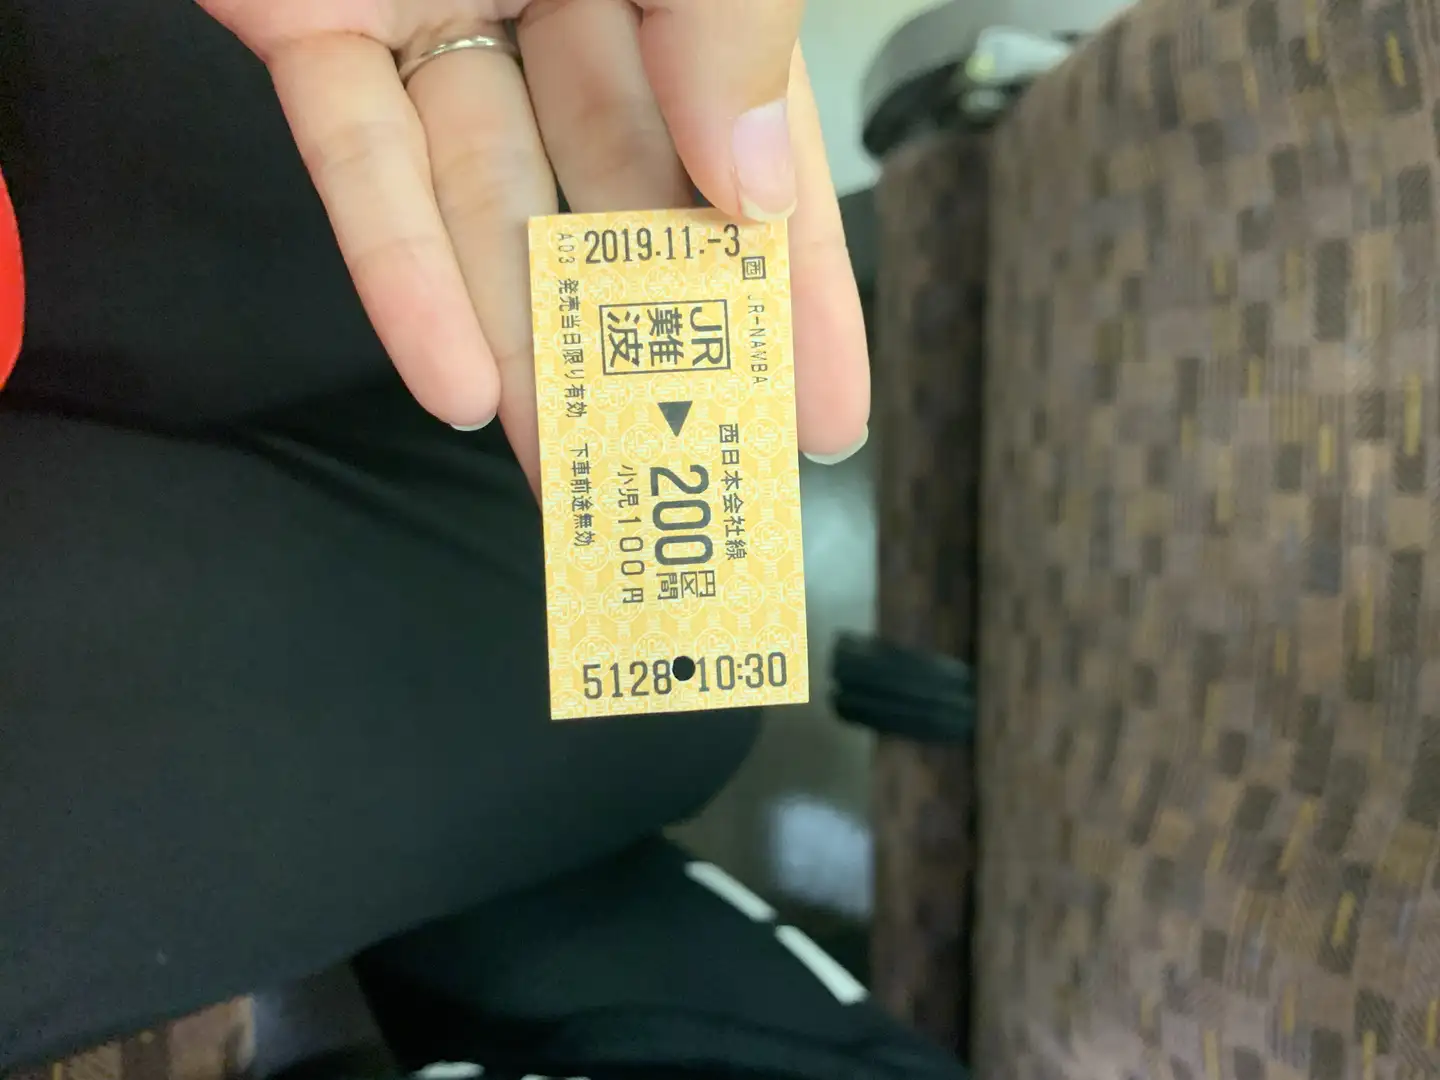 2019.11.-3
西 JR-NAMBA
JR
難
波
▶
西日本会社線
200円区間
小児100円
A03 発売当日限り有効 下車前途無効
5128 10:30